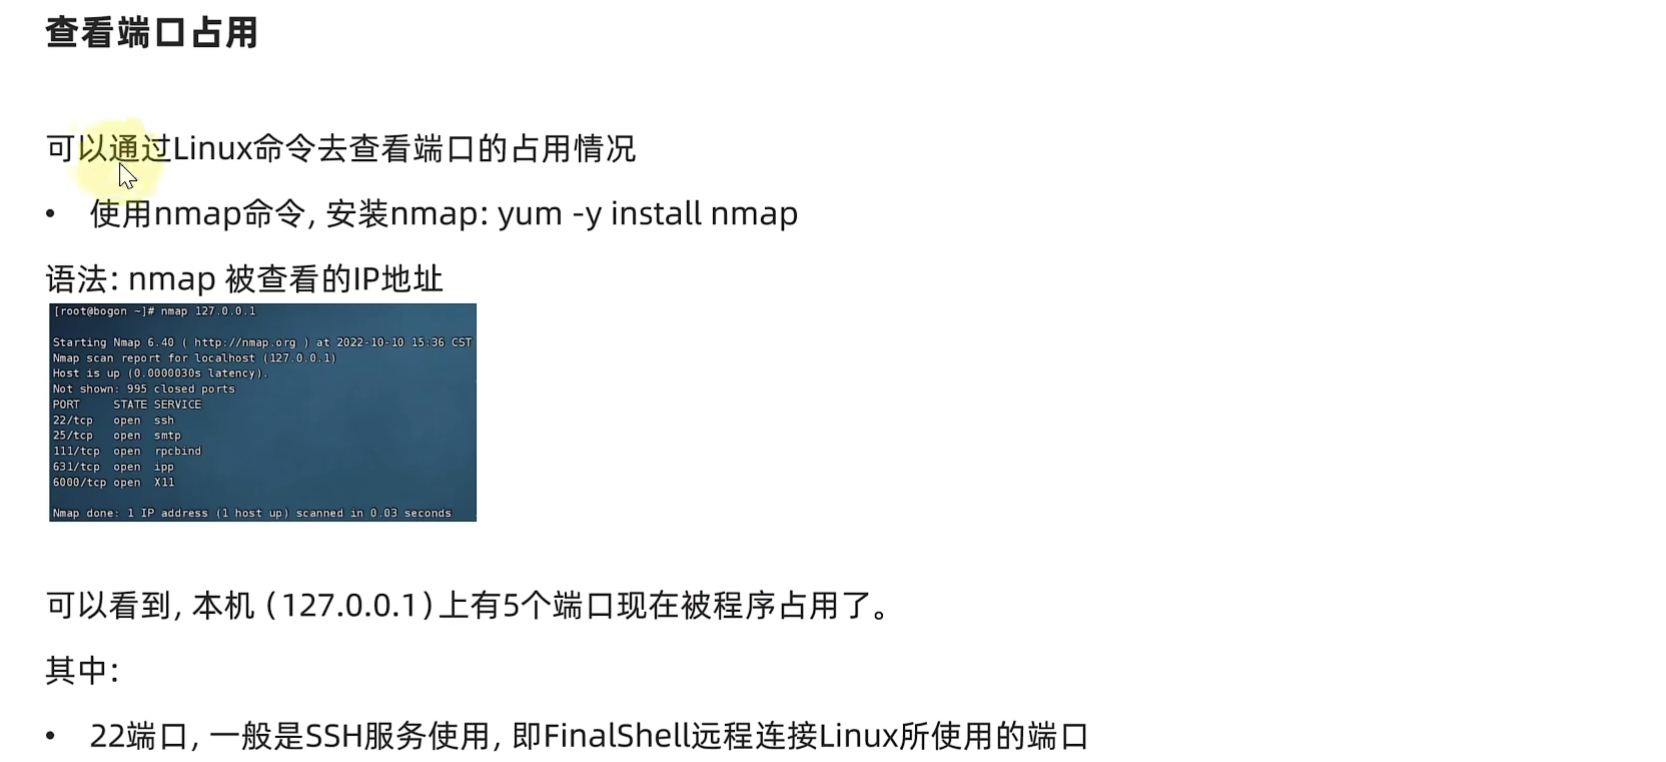 查看端口占用
可以通过Linux命令去查看端口的占用情况
• 使用nmap命令, 安装nmap: yum -y install nmap
语法: nmap 被查看的IP地址
[root@bogon ~]# nmap 127.0.0.1
Starting Nmap 6.40 ( http://nmap.org ) at 2022-10-10 15:36 CST
Nmap scan report for localhost (127.0.0.1)
Host is up (0.0000030s latency).
Not shown: 995 closed ports
PORT     STATE SERVICE
22/tcp   open  ssh
25/tcp   open  smtp
111/tcp  open  rpcbind
631/tcp  open  ipp
6000/tcp open  X11
Nmap done: 1 IP address (1 host up) scanned in 0.03 seconds
可以看到, 本机 (127.0.0.1) 上有5个端口现在被程序占用了。
其中:
• 22端口, 一般是SSH服务使用, 即FinalShell远程连接Linux所使用的端口